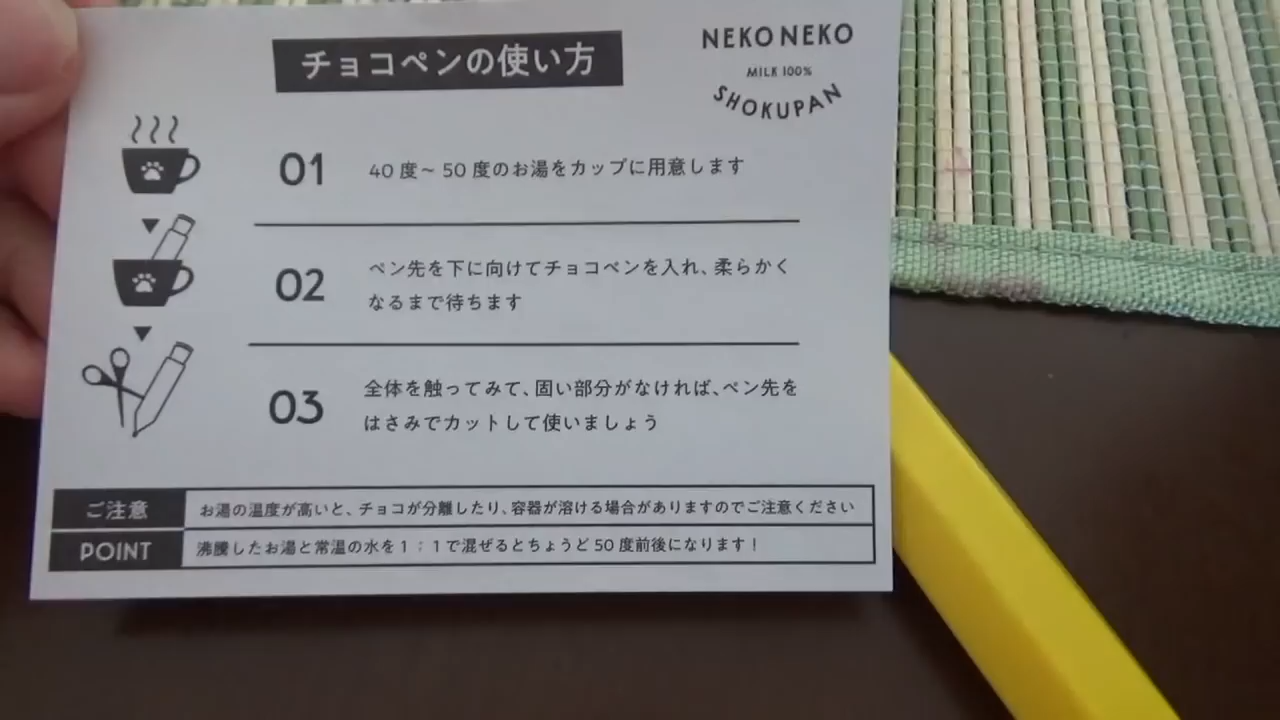 チョコペンの使い方
NEKO NEKO
MILK 100%
SHOKUPAN
01
40度～50度のお湯をカップに用意します
02
ペン先を下に向けてチョコペンを入れ、柔らかく
なるまで待ちます
03
全体を触ってみて、固い部分がなければ、ペン先を
はさみでカットして使いましょう
ご注意
お湯の温度が高いと、チョコが分離したり、容器が溶ける場合がありますのでご注意ください
POINT
沸騰したお湯と常温の水を1：1で混ぜるとちょうど50度前後になります！